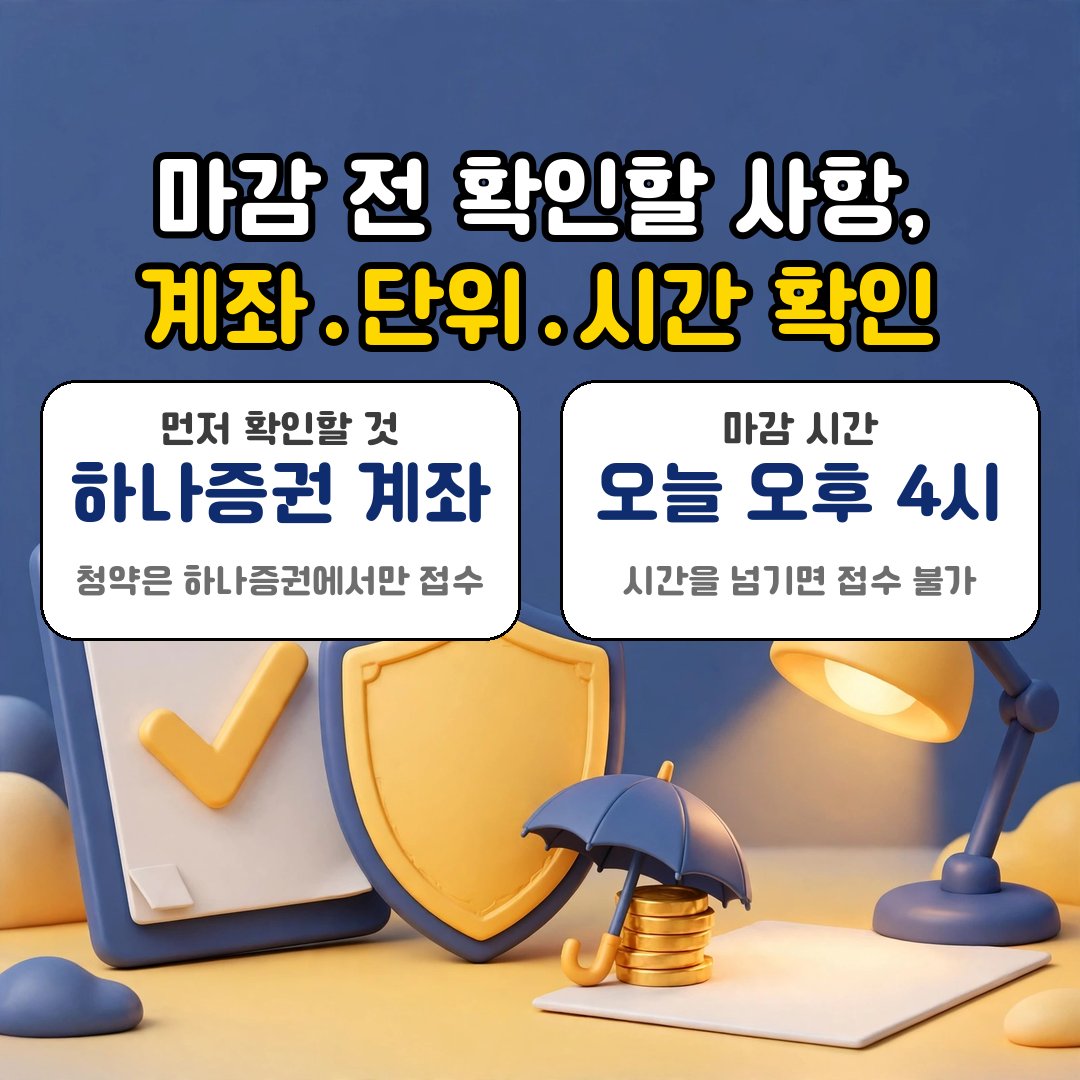 마감 전 확인할 사항,
계좌·단위·시간 확인
먼저 확인할 것
하나증권 계좌
청약은 하나증권에서만 접수
마감 시간
오늘 오후 4시
시간을 넘기면 접수 불가